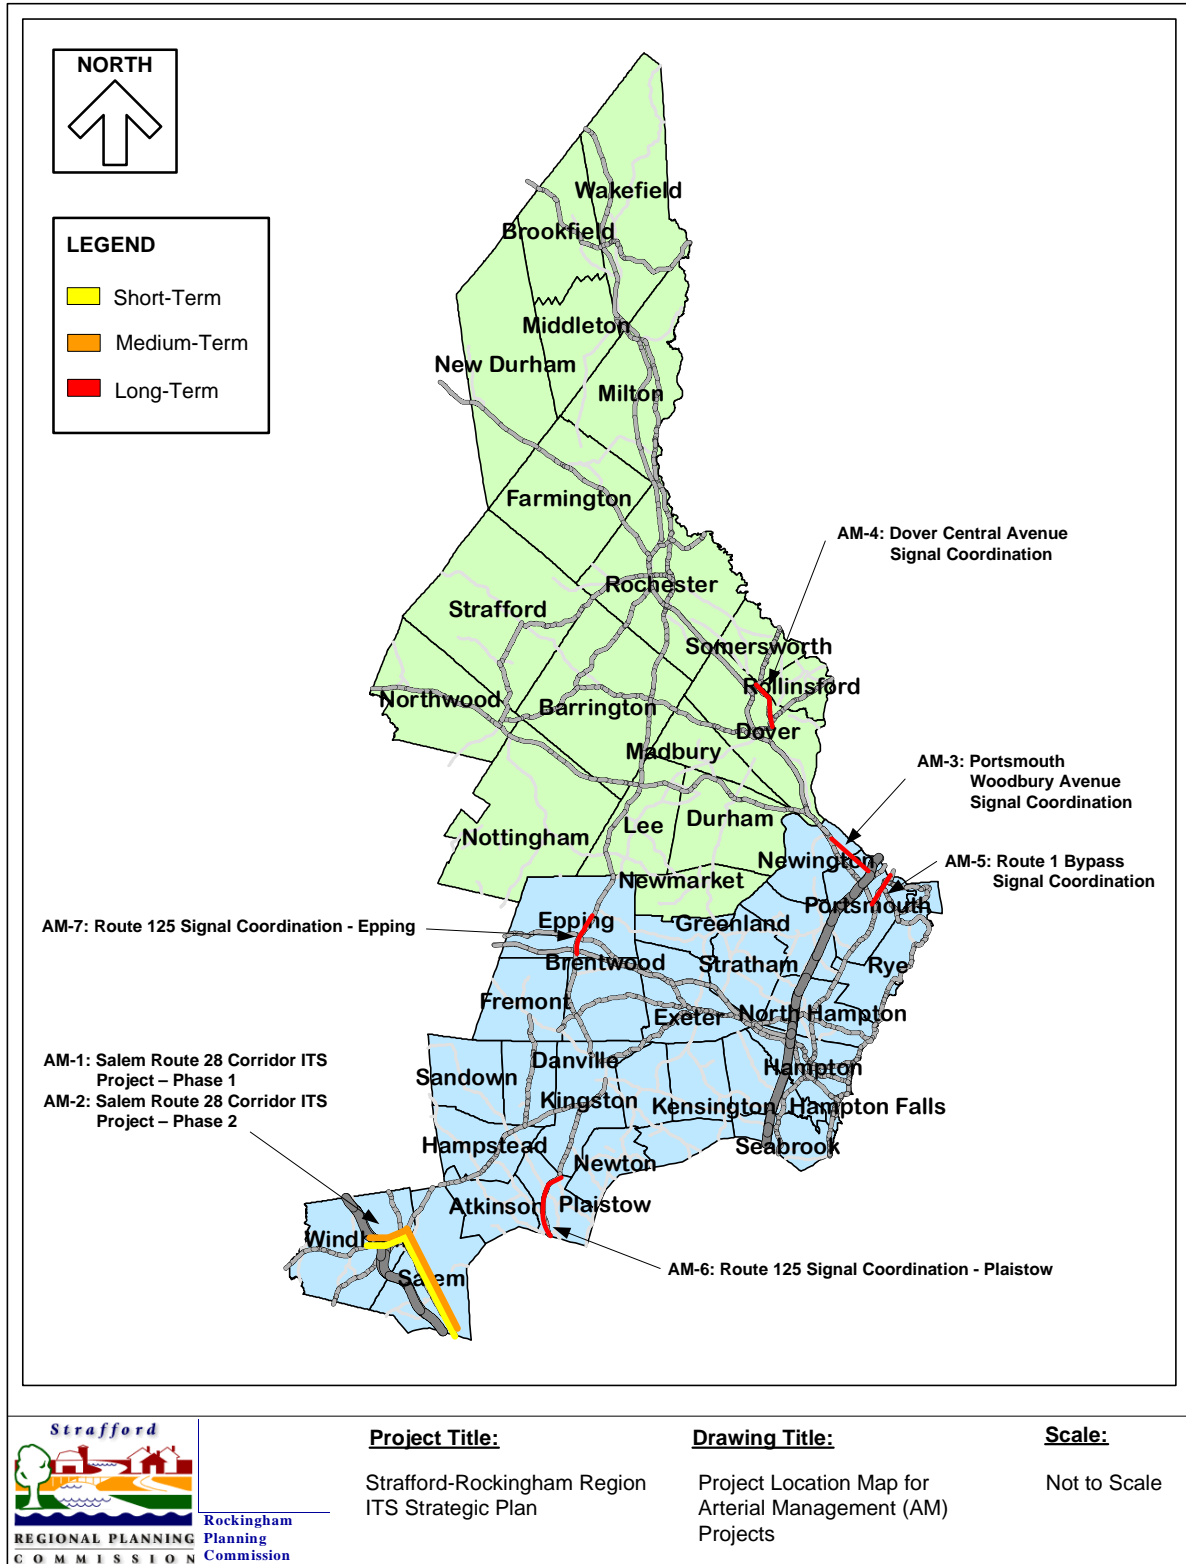 NORTH
LEGEND
Short-Term
Medium-Term
Long-Term
Wakefield
Brookfield
Middleton
New Durham
Milton
Farmington
AM-4: Dover Central Avenue
Signal Coordination
Rochester
Strafford
Somersworth
Rollinsford
Northwood
Barrington
Dover
Madbury
AM-3: Portsmouth
Woodbury Avenue
Signal Coordination
Durham
Lee
Nottingham
Newington
AM-5: Route 1 Bypass
Signal Coordination
Newmarket
Portsmouth
AM-7: Route 125 Signal Coordination - Epping
Epping
Greenland
Brentwood
Stratham
Rye
Fremont
Exeter
North Hampton
AM-1: Salem Route 28 Corridor ITS
Project – Phase 1
AM-2: Salem Route 28 Corridor ITS
Project – Phase 2
Danville
Sandown
Hampton
Kingston
Kensington
Hampton Falls
Hampstead
Seabrook
Newton
Atkinson
Plaistow
Windh
Salem
AM-6: Route 125 Signal Coordination - Plaistow
Strafford
REGIONAL PLANNING
COMMISSION
Rockingham
Planning
Commission
Project Title:
Strafford-Rockingham Region
ITS Strategic Plan
Drawing Title:
Project Location Map for
Arterial Management (AM)
Projects
Scale:
Not to Scale